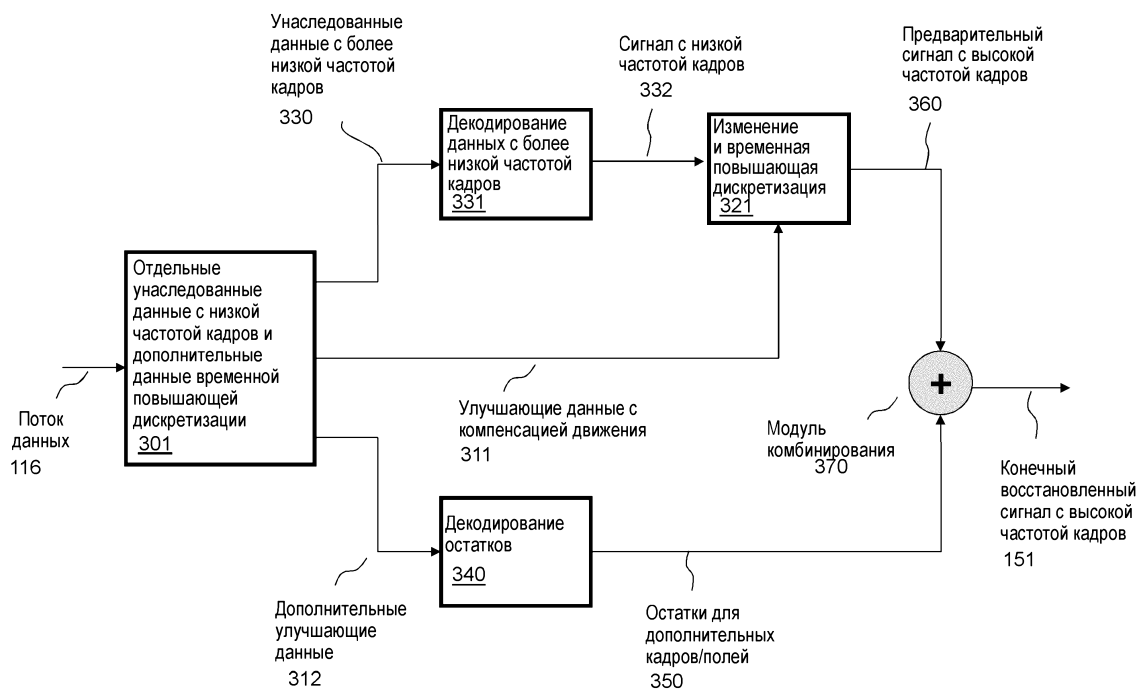 Унаследованные
данные с более
низкой частотой
кадров
330
Сигнал с низкой
частотой кадров
332
Предварительный
сигнал с высокой
частотой кадров
360
Декодирование
данных с более
низкой частотой
кадров
331
Изменение
и временная
повышающая
дискретизация
321
Отдельные
унаследованные
данные с низкой
частотой кадров и
дополнительные
данные временной
повышающей
дискретизации
301
Поток
данных
116
Улучшающие данные с
компенсацией движения
311
+
Модуль
комбинирования
370
Конечный
восстановленный
сигнал с высокой
частотой кадров
151
Декодирование
остатков
340
Дополнительные
улучшающие
данные
312
Остатки для
дополнительных
кадров/полей
350